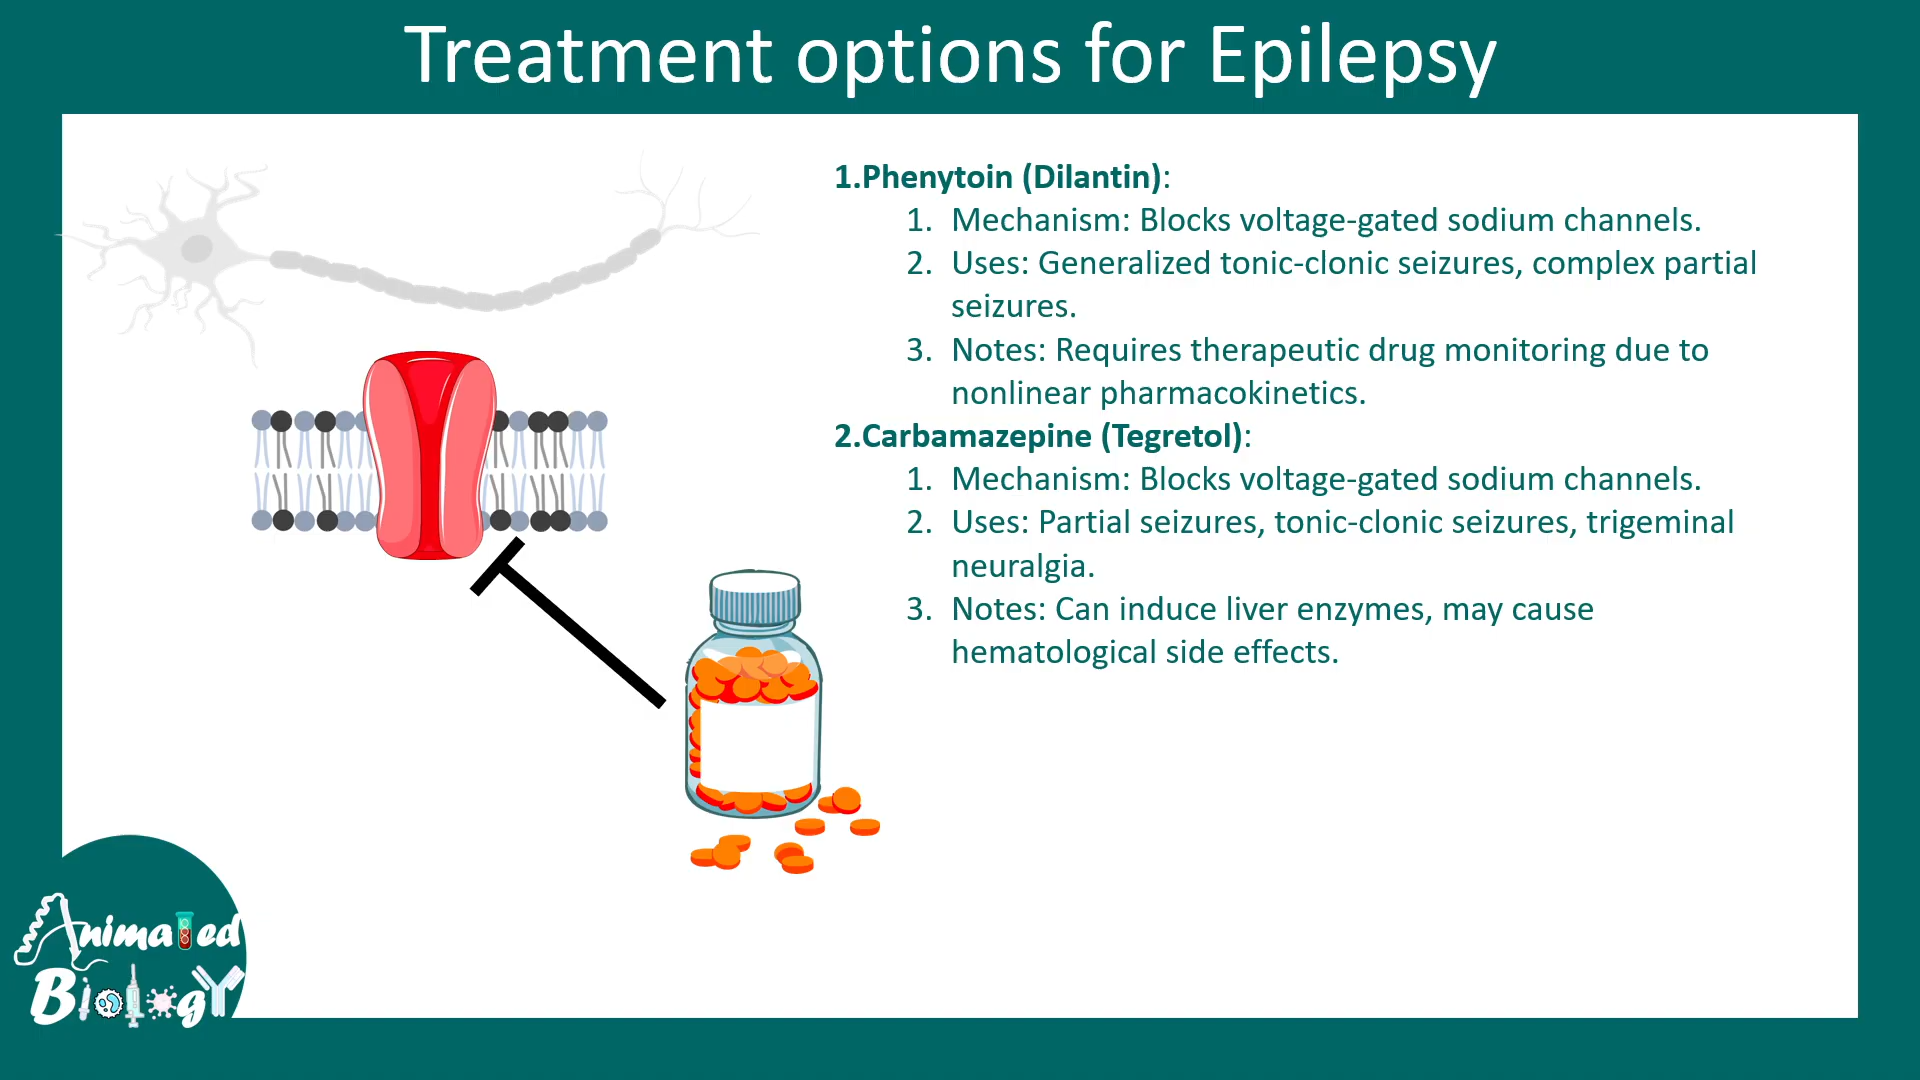 Treatment options for Epilepsy
1.Phenytoin (Dilantin):
1. Mechanism: Blocks voltage-gated sodium channels.
2. Uses: Generalized tonic-clonic seizures, complex partial
seizures.
3. Notes: Requires therapeutic drug monitoring due to
nonlinear pharmacokinetics.
2.Carbamazepine (Tegretol):
1. Mechanism: Blocks voltage-gated sodium channels.
2. Uses: Partial seizures, tonic-clonic seizures, trigeminal
neuralgia.
3. Notes: Can induce liver enzymes, may cause
hematological side effects.
Animated
Biology